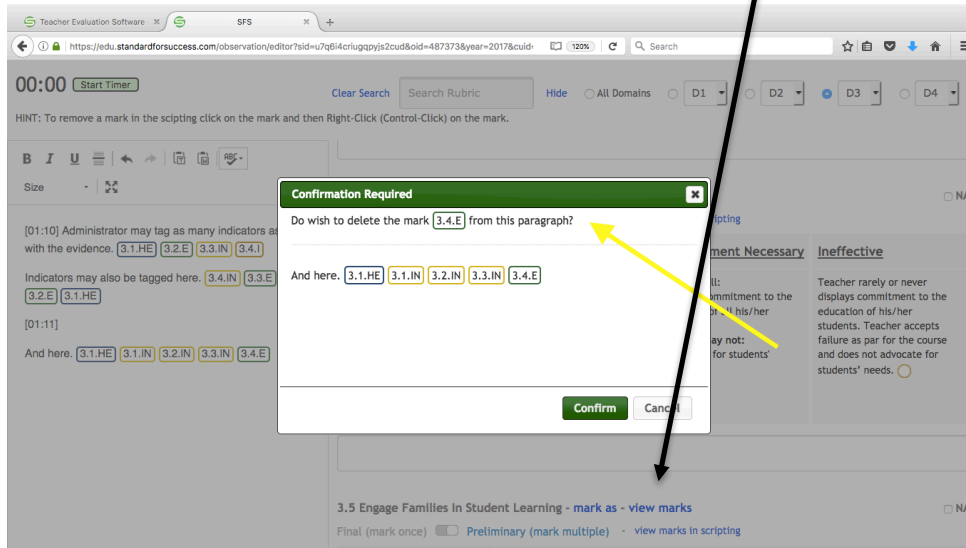 Teacher Evaluation Software
SFS
https://edu.standardforsuccess.com/observation/editor?sid=u7q6i4criugqpyjs2cud&oid=487373&year=2017&cuid
120%
Search
00:00 Start Timer
Clear Search Search Rubric Hide All Domains D1 D2 D3 D4
HINT: To remove a mark in the scipting click on the mark and then Right-Click (Control-Click) on the mark.
B I U ABC
Size
[01:10] Administrator may tag as many indicators as
with the evidence. 3.1.HE 3.2.E 3.3.IN 3.4.I
Indicators may also be tagged here. 3.4.IN 3.3.E
3.2.E 3.1.HE
[01:11]
And here. 3.1.HE 3.1.IN 3.2.IN 3.3.IN 3.4.E
Confirmation Required
Do wish to delete the mark 3.4.E from this paragraph?
And here. 3.1.HE 3.1.IN 3.2.IN 3.3.IN 3.4.E
Confirm Cancel
Necessary
Ineffective
to the
his/her
not:
for students'
Teacher rarely or never
displays commitment to the
education of his/her
students. Teacher accepts
failure as par for the course
and does not advocate for
students' needs.
3.5 Engage Families In Student Learning - mark as - view marks
Final (mark once) Preliminary (mark multiple) - view marks in scripting